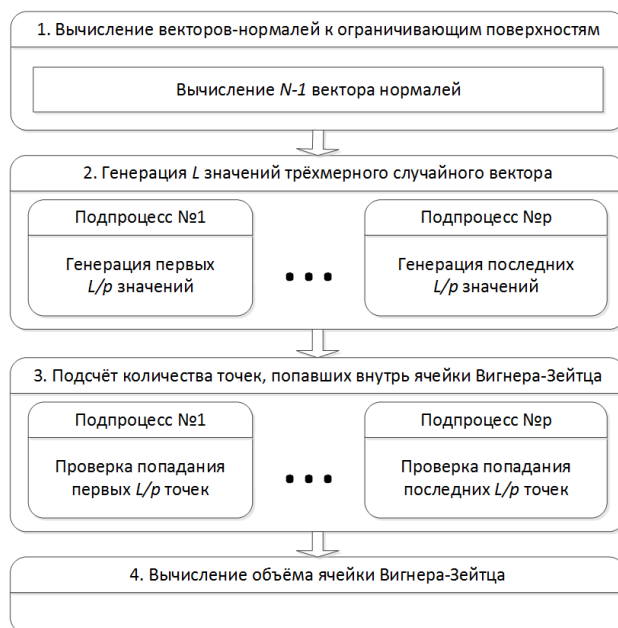 1. Вычисление векторов-нормалей к ограничивающим поверхностям
Вычисление N-1 вектора нормалей
2. Генерация L значений трёхмерного случайного вектора
Подпроцесс №1
Генерация первых
L/p значений
Подпроцесс №p
Генерация последних
L/p значений
3. Подсчёт количества точек, попавших внутрь ячейки Вигнера-Зейтца
Подпроцесс №1
Проверка попадания
первых L/p точек
Подпроцесс №p
Проверка попадания
последних L/p точек
4. Вычисление объёма ячейки Вигнера-Зейтца